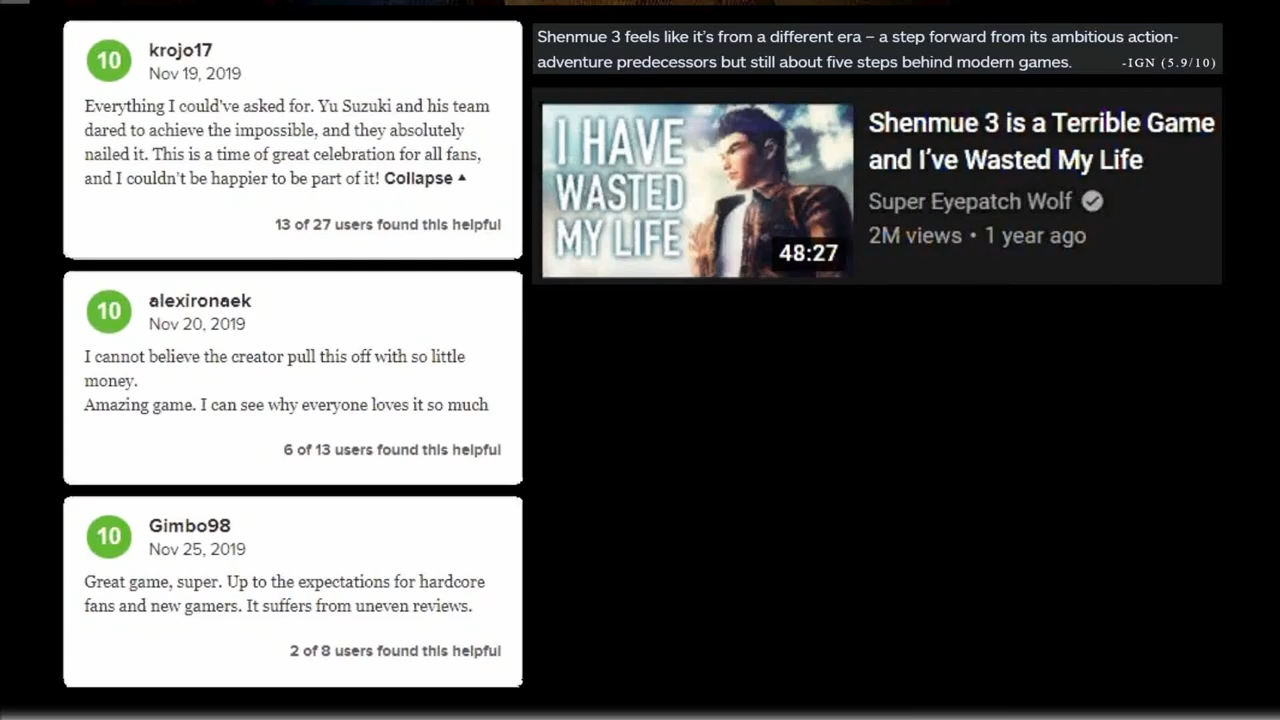 10
krojo17
Nov 19, 2019
Everything I could've asked for. Yu Suzuki and his team
dared to achieve the impossible, and they absolutely
nailed it. This is a time of great celebration for all fans,
and I couldn't be happier to be part of it! Collapse ▲
13 of 27 users found this helpful
10
alexironaek
Nov 20, 2019
I cannot believe the creator pull this off with so little
money.
Amazing game. I can see why everyone loves it so much
6 of 13 users found this helpful
10
Gimbo98
Nov 25, 2019
Great game, super. Up to the expectations for hardcore
fans and new gamers. It suffers from uneven reviews.
2 of 8 users found this helpful
Shenmue 3 feels like it's from a different era – a step forward from its ambitious action-
adventure predecessors but still about five steps behind modern games. -IGN (5.9/10)
I HAVE
WASTED
MY LIFE
48:27
Shenmue 3 is a Terrible Game
and I've Wasted My Life
Super Eyepatch Wolf
2M views • 1 year ago